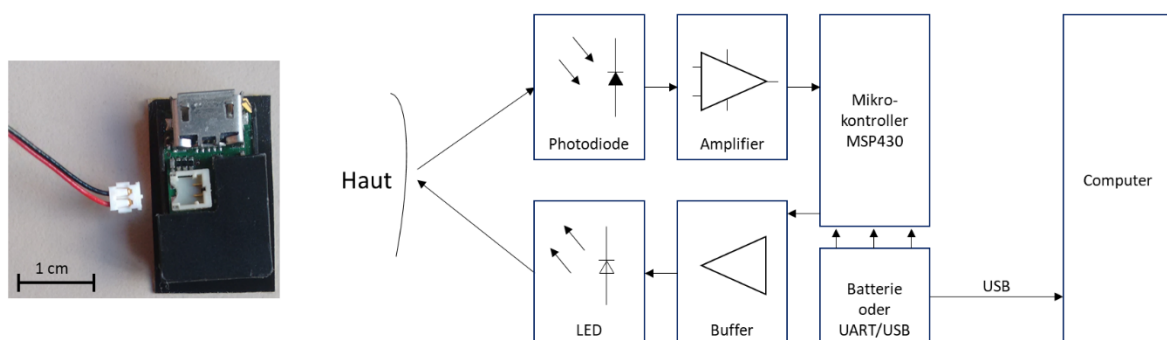 1 cm
Haut
Photodiode
Amplifier
Mikro-
kontroller
MSP430
Computer
LED
Buffer
Batterie
oder
UART/USB
USB